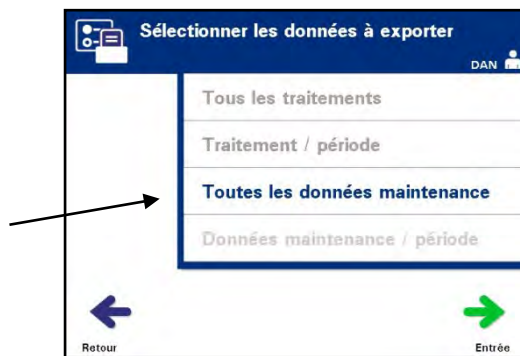 Sélectionner les données à exporter
DAN
Tous les traitements
Traitement / période
Toutes les données maintenance
Données maintenance / période
Retour
Entrée